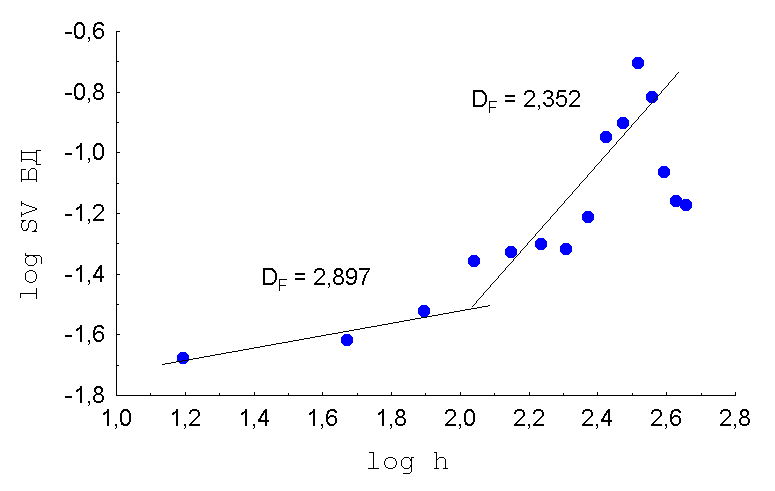 -0,6
-0,8
-1,0
-1,2
-1,4
-1,6
-1,8
log SV БД
D_F = 2,352
D_F = 2,897
1,0 1,2 1,4 1,6 1,8 2,0 2,2 2,4 2,6 2,8
log h